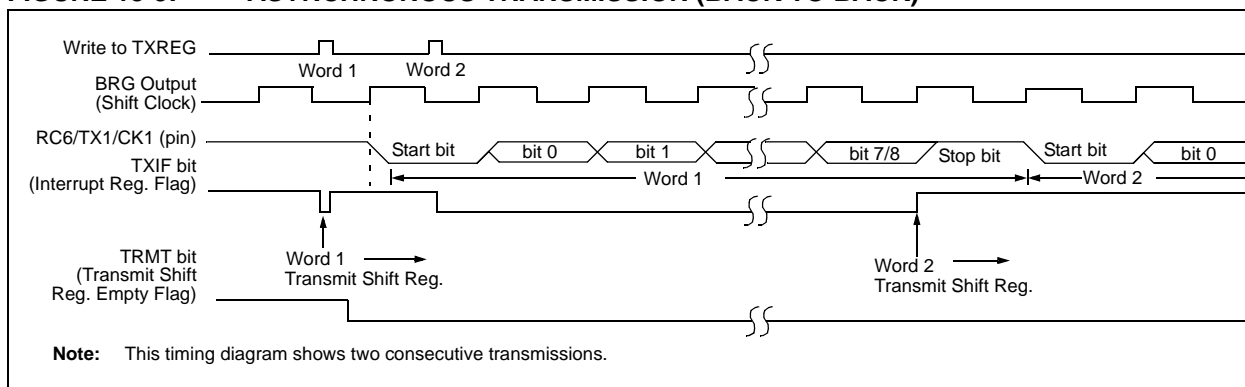 Write to TXREG
Word 1
Word 2
BRG Output
(Shift Clock)
RC6/TX1/CK1 (pin)
Start bit
bit 0
bit 1
bit 7/8
Stop bit
Start bit
bit 0
TXIF bit
(Interrupt Reg. Flag)
Word 1
Word 2
Word 1
Transmit Shift Reg.
Word 2
Transmit Shift Reg.
TRMT bit
(Transmit Shift
Reg. Empty Flag)
Note: This timing diagram shows two consecutive transmissions.